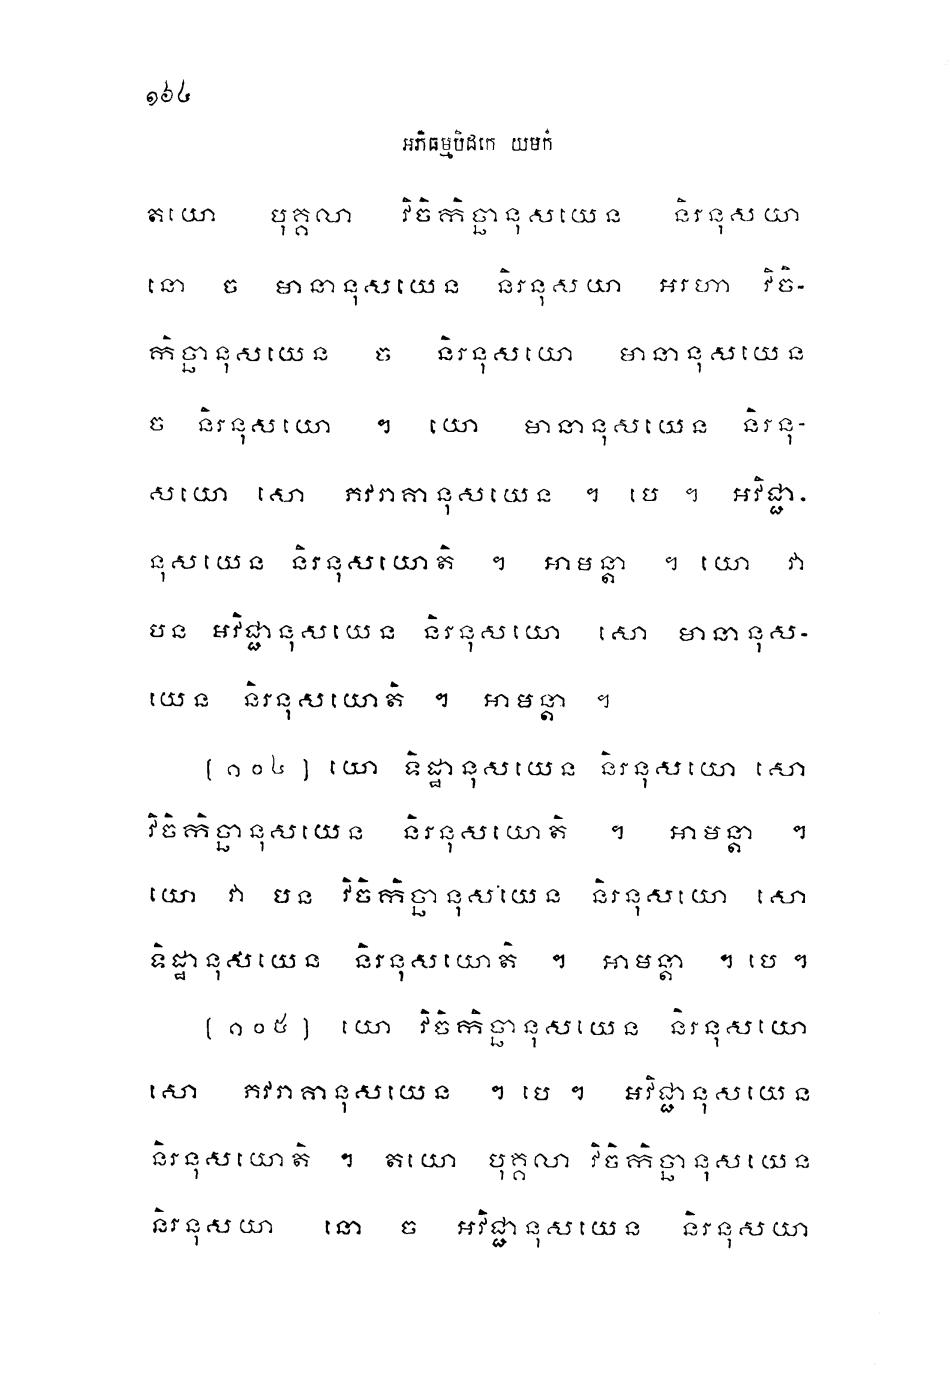 ១៦៤
អភិធម្មបិដកេ យមកំ
តយោ បុគ្គលា វិចិកិច្ឆានុសយេន និរនុសយា
នោ ច មានានុសយេន និរនុសយា អរហា វិចិ-
កិច្ឆានុសយេន ច និរនុសយោ មានានុសយេន
ច និរនុសយោ ។ យោ មានានុសយេន និរនុ-
សយោ សោ ភវរាគានុសយេន ។ បេ ។ អវិជ្ជា-
នុសយេន និរនុសយោតិ ។ អាមន្តា ។ យោ វា
បន អវិជ្ជានុសយេន និរនុសយោ សោ មានានុស-
យេន និរនុសយោតិ ។ អាមន្តា ។
(១០៤) យោ ទិដ្ឋានុសយេន និរនុសយោ សោ
វិចិកិច្ឆានុសយេន និរនុសយោតិ ។ អាមន្តា ។
យោ វា បន វិចិកិច្ឆានុសយេន និរនុសយោ សោ
ទិដ្ឋានុសយេន និរនុសយោតិ ។ អាមន្តា ។ បេ ។
(១០៥) យោ វិចិកិច្ឆានុសយេន និរនុសយោ
សោ ភវរាគានុសយេន ។ បេ ។ អវិជ្ជានុសយេន
និរនុសយោតិ ។ តយោ បុគ្គលា វិចិកិច្ឆានុសយេន
និរនុសយា នោ ច អវិជ្ជានុសយេន និរនុសយា